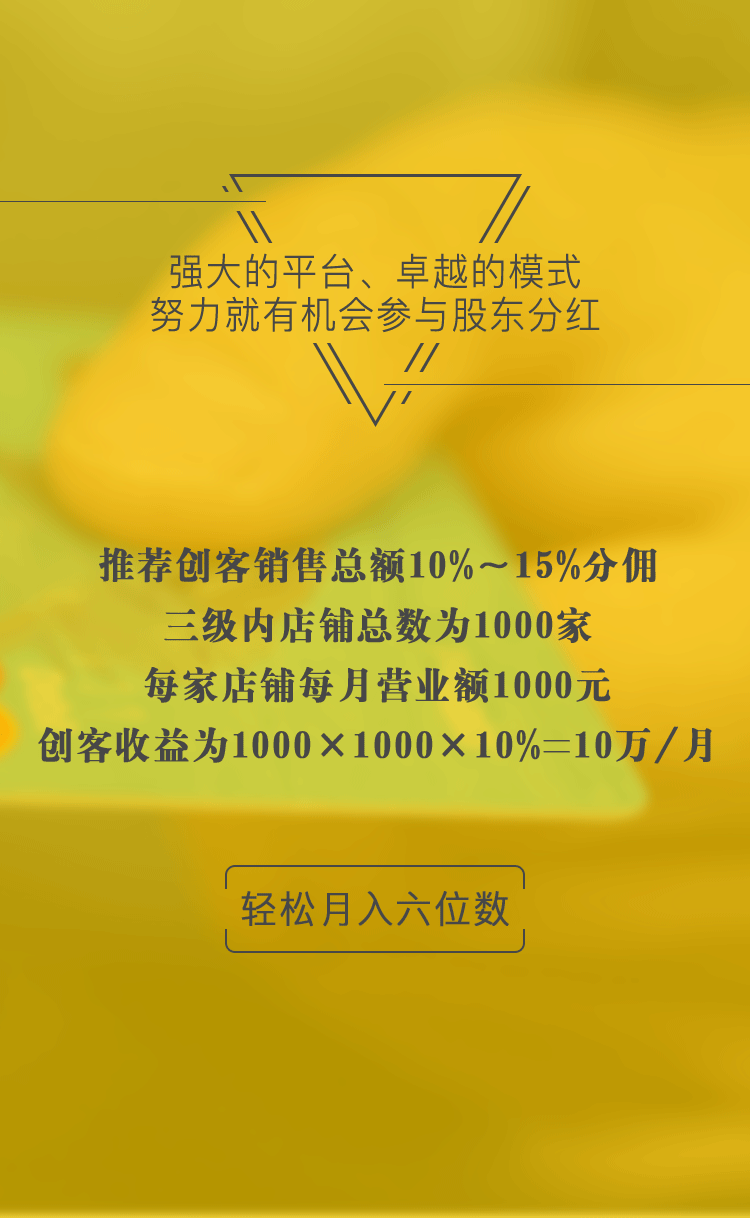 强大的平台、卓越的模式
努力就有机会参与股东分红
推荐创客销售总额10%～15%分佣
三级内店铺总数为1000家
每家店铺每月营业额1000元
创客收益为1000×1000×10%=10万/月
轻松月入六位数